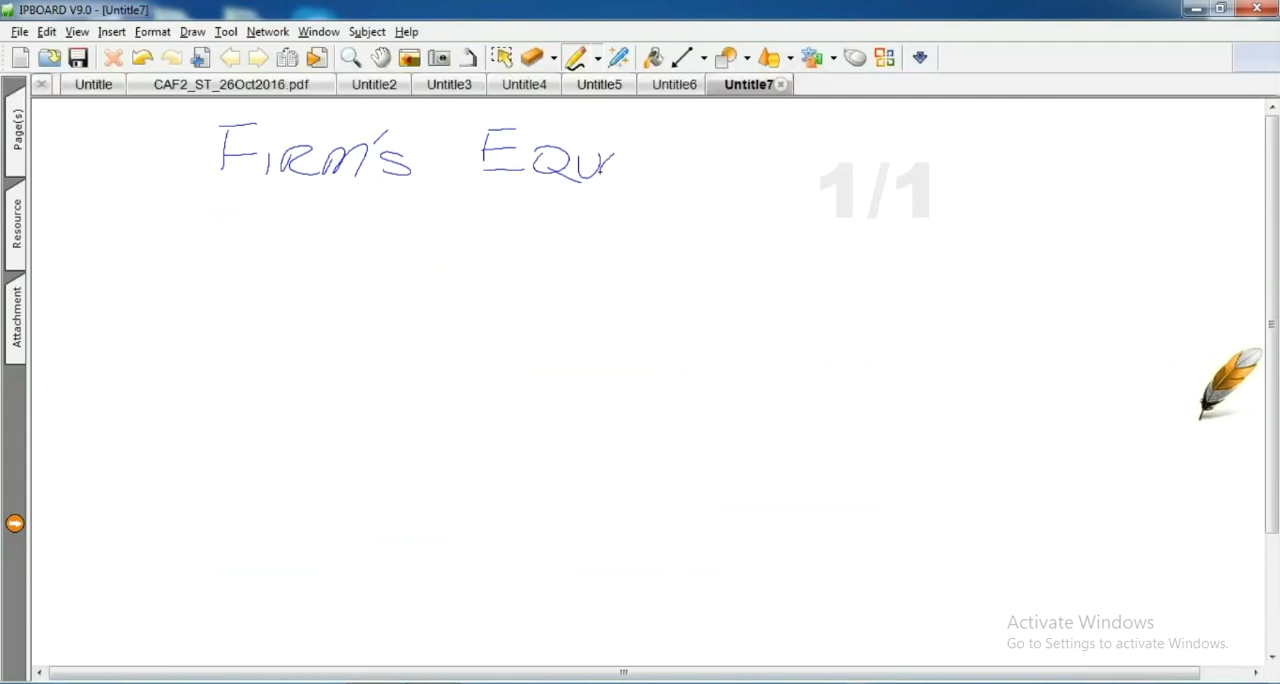 IPBOARD V9.0 - [Untitle7]
File Edit View Insert Format Draw Tool Network Window Subject Help
Untitle CAF2_ST_26Oct2016.pdf Untitle2 Untitle3 Untitle4 Untitle5 Untitle6 Untitle7
Page(s)
Resource
Attachment
FIRM's EQU
1/1
Activate Windows
Go to Settings to activate Windows.